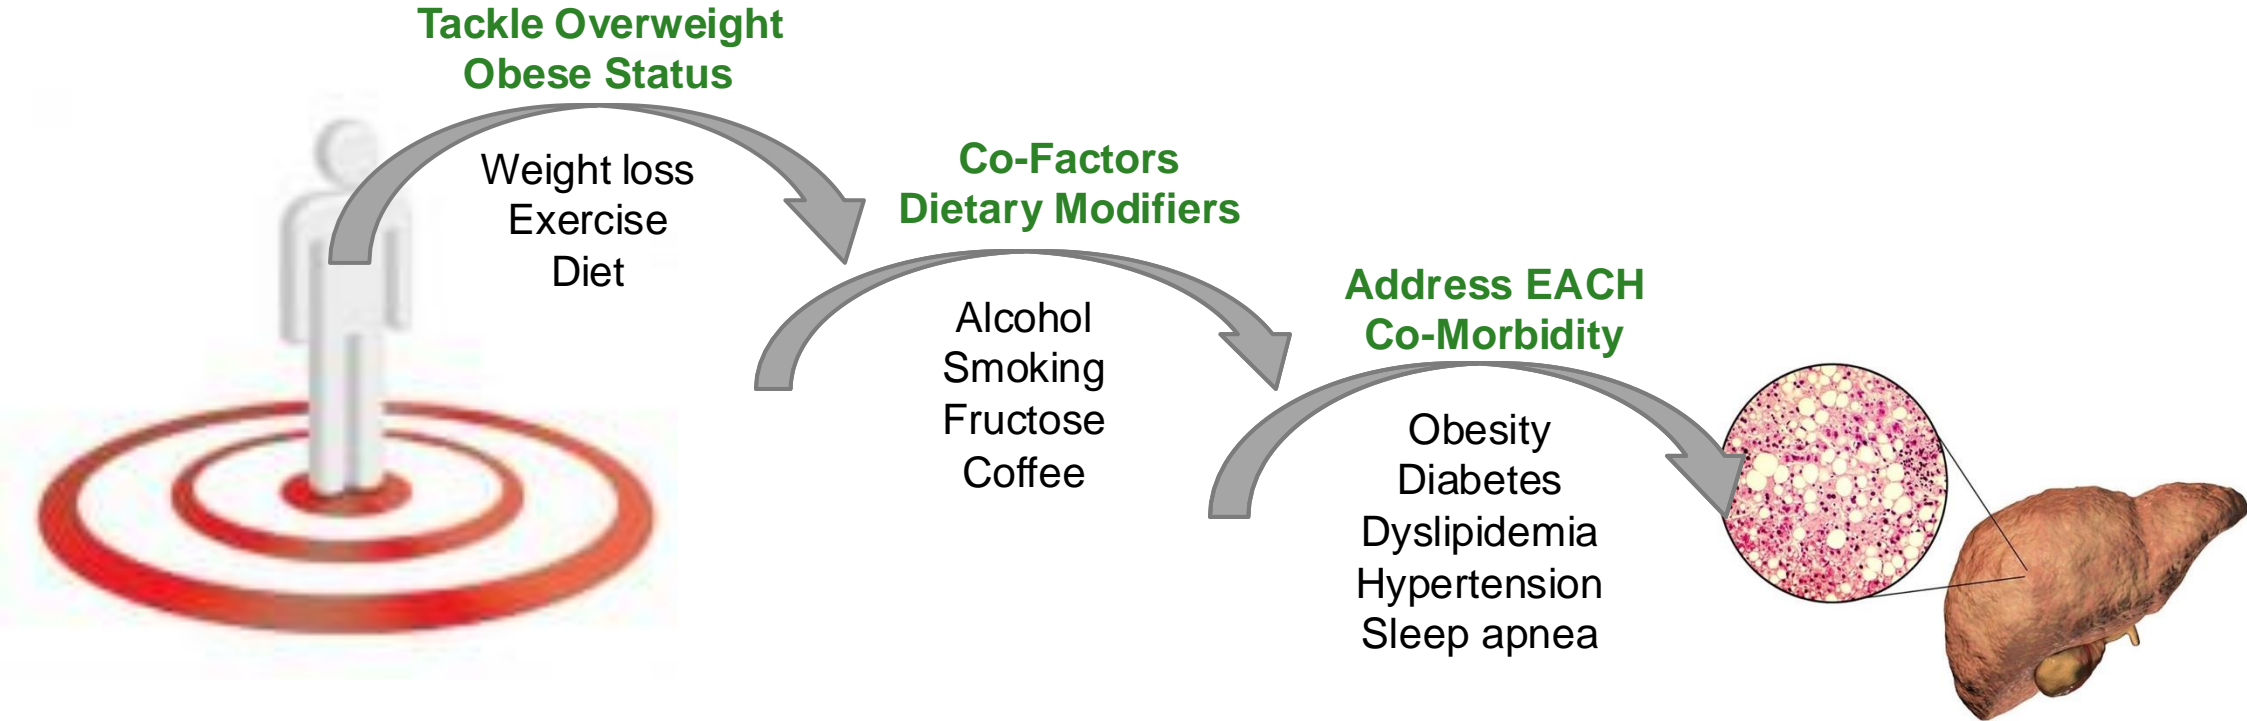 Tackle Overweight
Obese Status
Weight loss
Exercise
Diet
Co-Factors
Dietary Modifiers
Alcohol
Smoking
Fructose
Coffee
Address EACH
Co-Morbidity
Obesity
Diabetes
Dyslipidemia
Hypertension
Sleep apnea